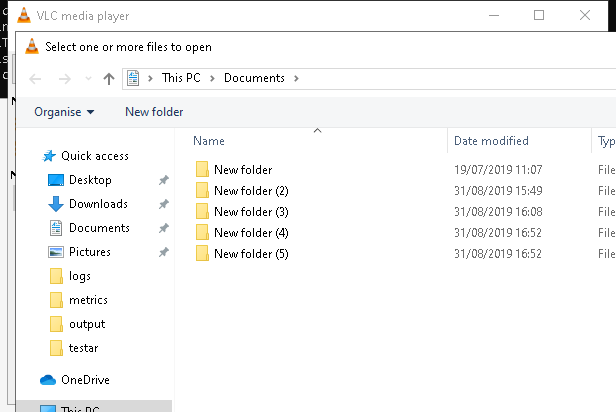 VLC media player
Select one or more files to open
This PC > Documents >
Organise New folder
Name Date modified Typ
Quick access
Desktop
Downloads
Documents
Pictures
logs
metrics
output
testar
OneDrive
This PC
New folder 19/07/2019 11:07 File
New folder (2) 31/08/2019 15:49 File
New folder (3) 31/08/2019 16:08 File
New folder (4) 31/08/2019 16:52 File
New folder (5) 31/08/2019 16:52 File